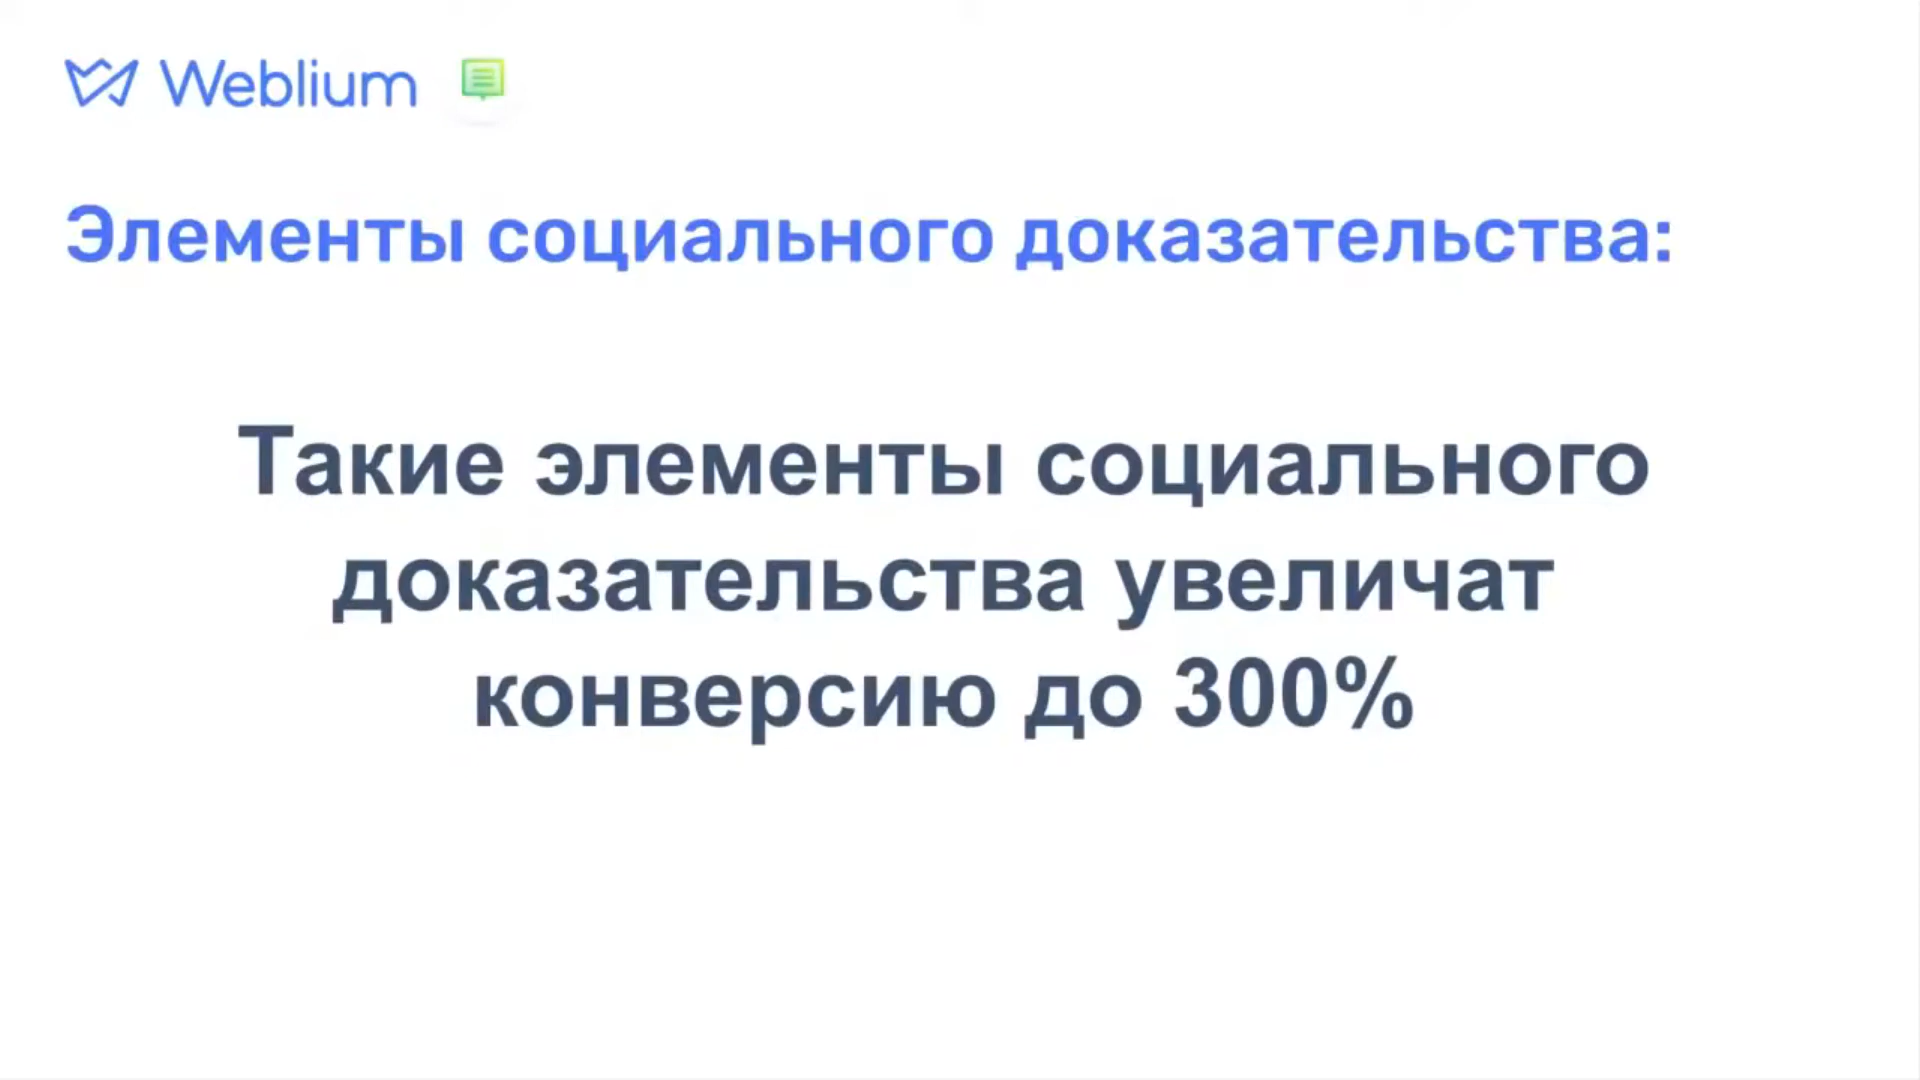 Weblium
Элементы социального доказательства:
Такие элементы социального
доказательства увеличат
конверсию до 300%